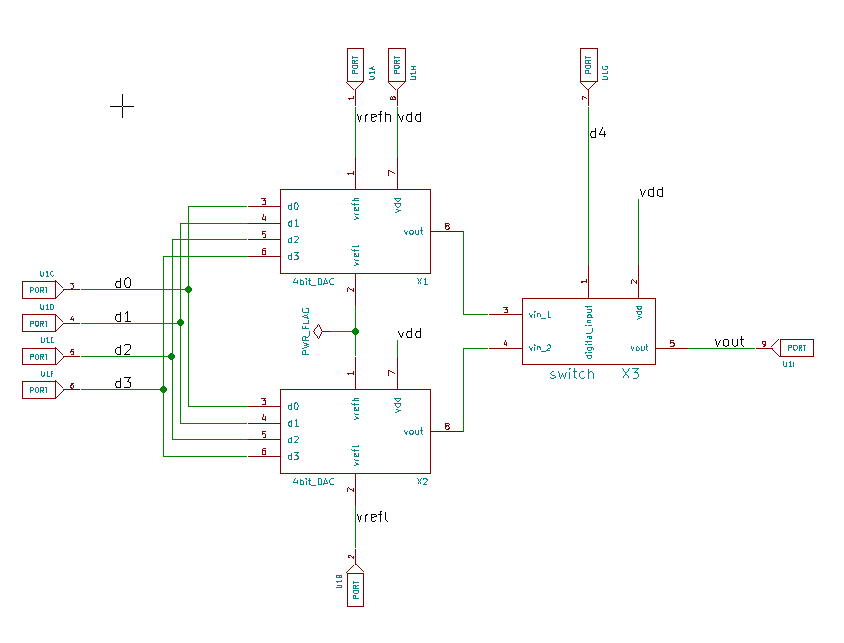 PORT U1A PORT U1H PORT U1G
1 8 7
vrefh vdd d4
1 7 vdd
3 d0 vrefh vdd
4 d1 vout 8
5 d2 vrefl
6 d3
4bit_DAC X1
2 1 2
U1C PORT 3 d0
U1D PORT 4 d1
U1E PORT 5 d2
U1F PORT 6 d3
PWR_FLAG
vdd
3 vin_1 digital_input vdd
4 vin_2 vout 5 vout 9 PORT U1I
switch X3
1 7
3 d0 vrefh vdd
4 d1 vout 8
5 d2 vrefl
6 d3
4bit_DAC X2
2
vrefl
2
U1B PORT